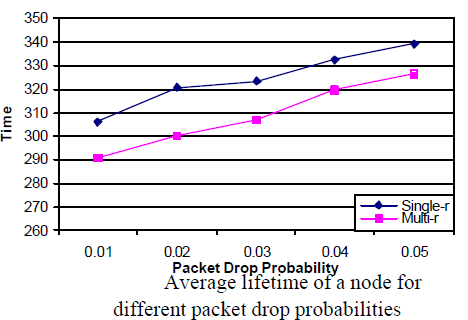 350
340
330
320
310
300
290
280
270
260
Time
0.01 0.02 0.03 0.04 0.05
Packet Drop Probability
Single-r
Multi-r
Average lifetime of a node for
different packet drop probabilities